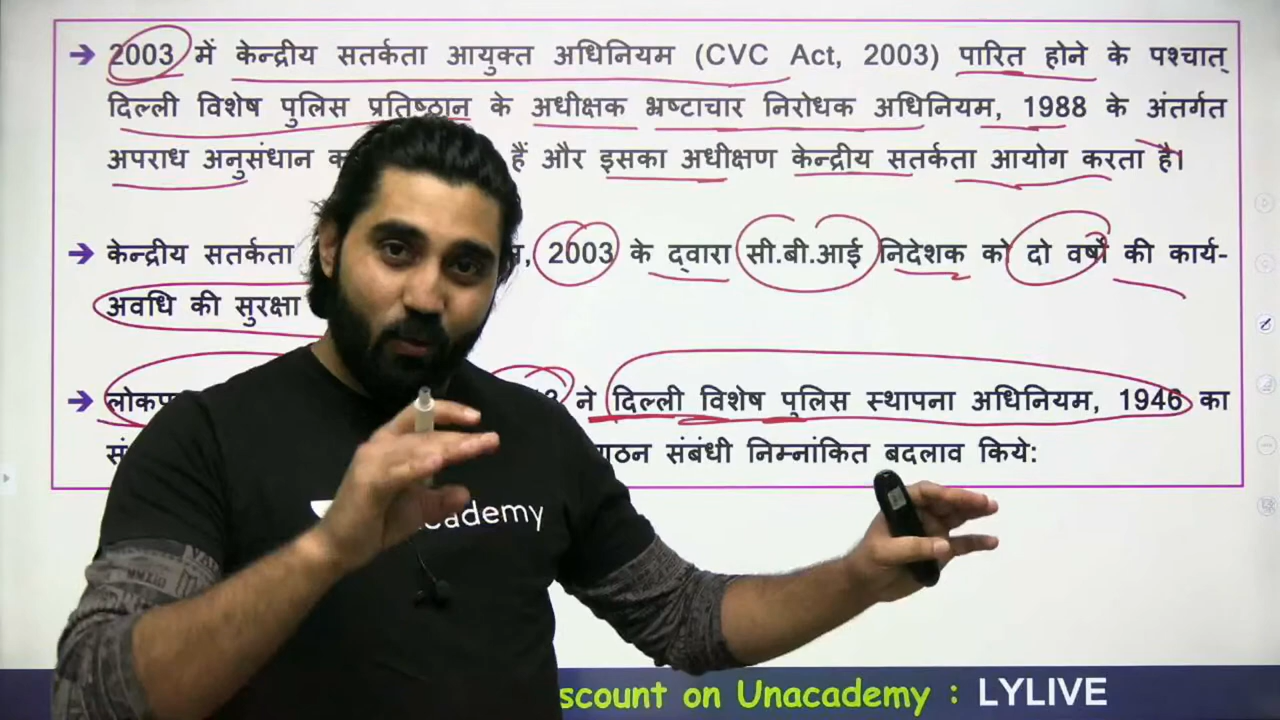 2003 में केन्द्रीय सतर्कता आयुक्त अधिनियम (CVC Act, 2003) पारित होने के पश्चात्
दिल्ली विशेष पुलिस प्रतिष्ठान के अधीक्षक भ्रष्टाचार निरोधक अधिनियम, 1988 के अंतर्गत
अपराध अनुसंधान हैं और इसका अधीक्षण केन्द्रीय सतर्कता आयोग करता है।
केन्द्रीय सतर्कता 2003 के द्वारा सी.बी.आई निदेशक को दो वर्षों की कार्य-
अवधि की सुरक्षा
ने दिल्ली विशेष पुलिस स्थापना अधिनियम, 1946 का
संबंधी निम्नांकित बदलाव किये:
academy
scount on Unacademy : LYLIVE